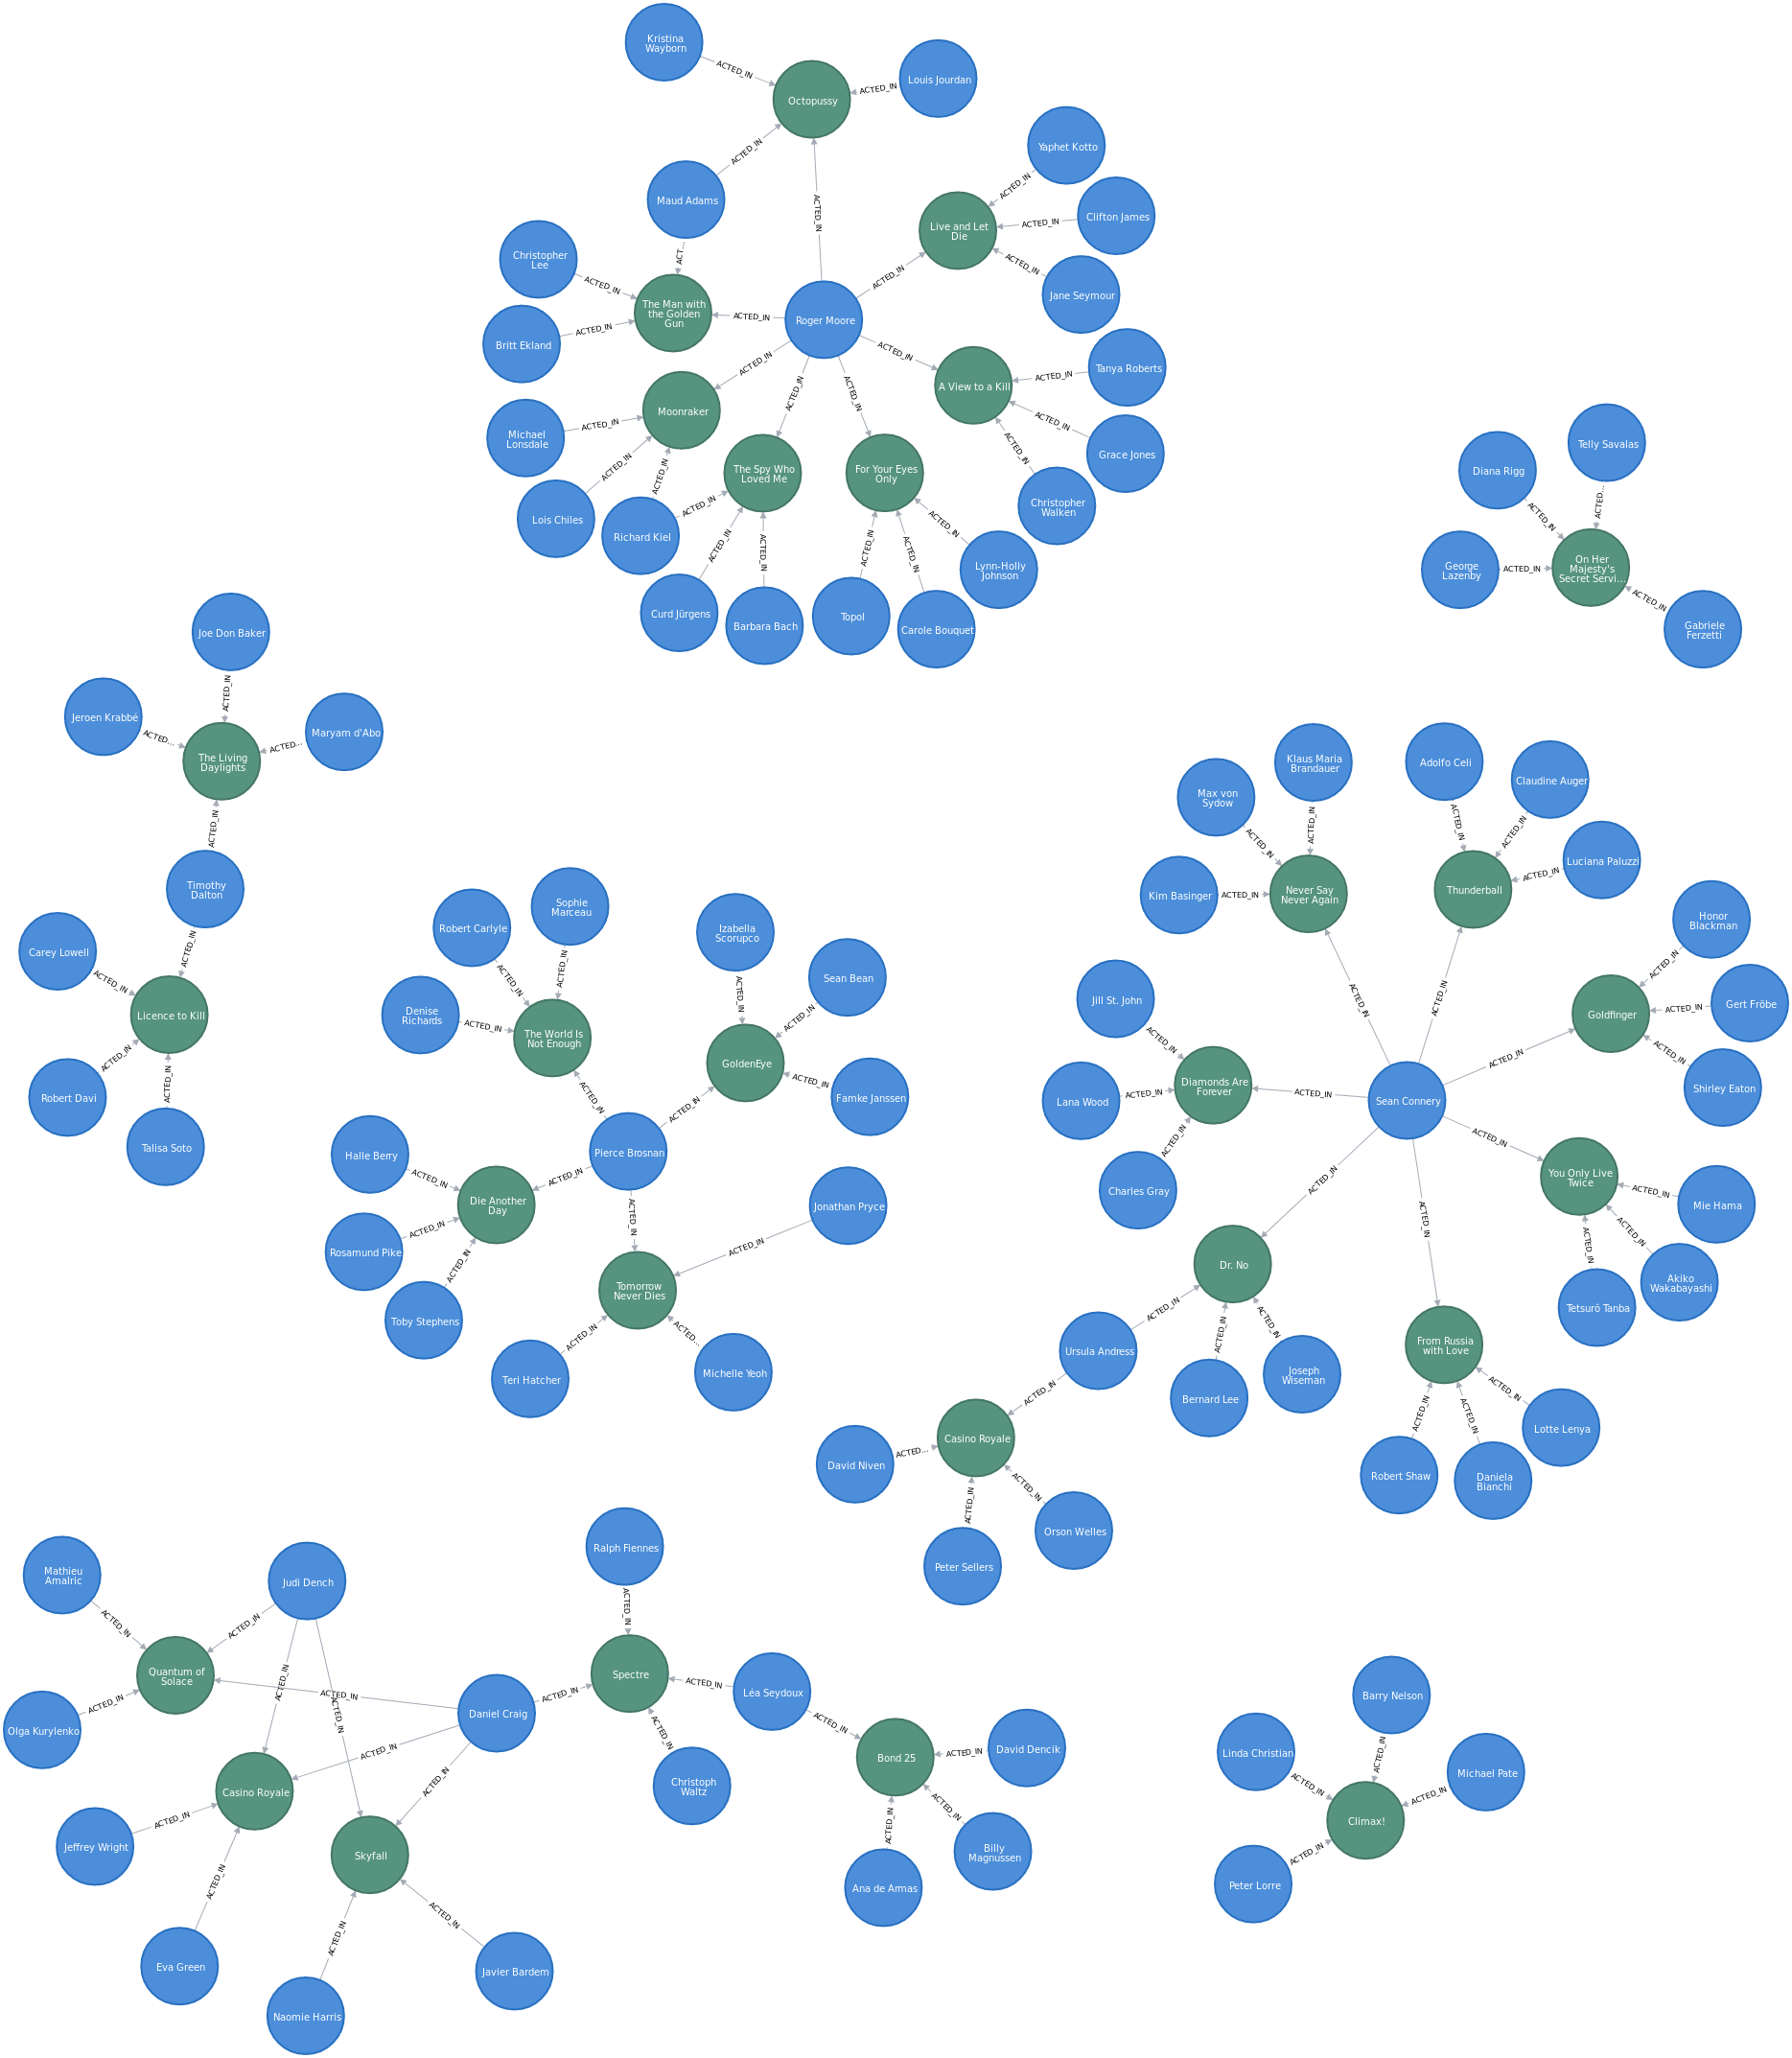 Kristina
Wayborn
ACTED_IN
Octopussy
ACTED_IN
Louis Jourdan
ACTED_IN
Maud Adams
ACTED_IN
ACT...
Yaphet Kotto
ACTED_IN
Clifton James
ACTED_IN
Live and Let
Die
ACTED_IN
Jane Seymour
ACTED_IN
Christopher
Lee
ACTED_IN
The Man with
the Golden
Gun
ACTED_IN
Roger Moore
Britt Ekland
ACTED_IN
ACTED_IN
A View to a Kill
ACTED_IN
Tanya Roberts
ACTED_IN
Grace Jones
ACTED_IN
Christopher
Walken
ACTED_IN
Moonraker
ACTED_IN
ACTED_IN
Michael
Lonsdale
ACTED_IN
Lois Chiles
ACTED_IN
ACTED_IN
Richard Kiel
ACTED_IN
The Spy Who
Loved Me
For Your Eyes
Only
ACTED_IN
Curd Jürgens
ACTED_IN
Barbara Bach
ACTED_IN
Topol
ACTED_IN
Carole Bouquet
ACTED_IN
Lynn-Holly
Johnson
Telly Savalas
ACTED...
Diana Rigg
ACTED_IN
George
Lazenby
ACTED_IN
On Her
Majesty's
Secret Servi...
ACTED_IN
Gabriele
Ferzetti
Joe Don Baker
ACTED_IN
Jeroen Krabbé
ACTED...
Maryam d'Abo
ACTED...
The Living
Daylights
ACTED_IN
Timothy
Dalton
ACTED_IN
Carey Lowell
ACTED_IN
Licence to Kill
ACTED_IN
Robert Davi
ACTED_IN
Talisa Soto
Sophie
Marceau
ACTED_IN
Robert Carlyle
ACTED_IN
Denise
Richards
ACTED_IN
The World Is
Not Enough
ACTED_IN
Izabella
Scorupco
ACTED_IN
Sean Bean
ACTED_IN
GoldenEye
ACTED_IN
Famke Janssen
ACTED_IN
Pierce Brosnan
Halle Berry
ACTED_IN
ACTED_IN
Die Another
Day
Rosamund Pike
ACTED_IN
Toby Stephens
ACTED_IN
ACTED_IN
Jonathan Pryce
ACTED_IN
Tomorrow
Never Dies
Teri Hatcher
ACTED_IN
ACTED...
Michelle Yeoh
Klaus Maria
Brandauer
ACTED_IN
Max von
Sydow
ACTED_IN
Kim Basinger
ACTED_IN
Never Say
Never Again
ACTED_IN
Adolfo Celi
ACTED_IN
Claudine Auger
ACTED_IN
Luciana Paluzzi
ACTED_IN
Thunderball
ACTED_IN
Honor
Blackman
ACTED_IN
Gert Fröbe
ACTED_IN
Goldfinger
ACTED_IN
Shirley Eaton
ACTED_IN
Jill St. John
ACTED_IN
Lana Wood
ACTED_IN
Diamonds Are
Forever
ACTED_IN
Sean Connery
Charles Gray
ACTED_IN
ACTED_IN
You Only Live
Twice
ACTED_IN
Mie Hama
ACTED_IN
Akiko
Wakabayashi
ACTED_IN
Tetsurō Tanba
ACTED_IN
Dr. No
ACTED_IN
Ursula Andress
ACTED_IN
Bernard Lee
ACTED_IN
Joseph
Wiseman
ACTED_IN
From Russia
with Love
ACTED_IN
Lotte Lenya
ACTED_IN
Robert Shaw
ACTED_IN
Daniela
Bianchi
ACTED_IN
Casino Royale
David Niven
ACTED...
ACTED_IN
Peter Sellers
ACTED_IN
Orson Welles
Mathieu
Amalric
ACTED_IN
Judi Dench
ACTED_IN
Quantum of
Solace
ACTED_IN
Olga Kurylenko
ACTED_IN
ACTED_IN
ACTED_IN
Daniel Craig
ACTED_IN
ACTED_IN
ACTED_IN
Casino Royale
Jeffrey Wright
ACTED_IN
ACTED_IN
Eva Green
Skyfall
ACTED_IN
Naomie Harris
ACTED_IN
Javier Bardem
Ralph Fiennes
ACTED_IN
Spectre
ACTED_IN
Léa Seydoux
ACTED_IN
Christoph
Waltz
ACTED_IN
Bond 25
ACTED_IN
David Dencik
ACTED_IN
Billy
Magnussen
ACTED_IN
Ana de Armas
Barry Nelson
ACTED_IN
Linda Christian
ACTED_IN
Michael Pate
ACTED_IN
Climax!
ACTED_IN
Peter Lorre